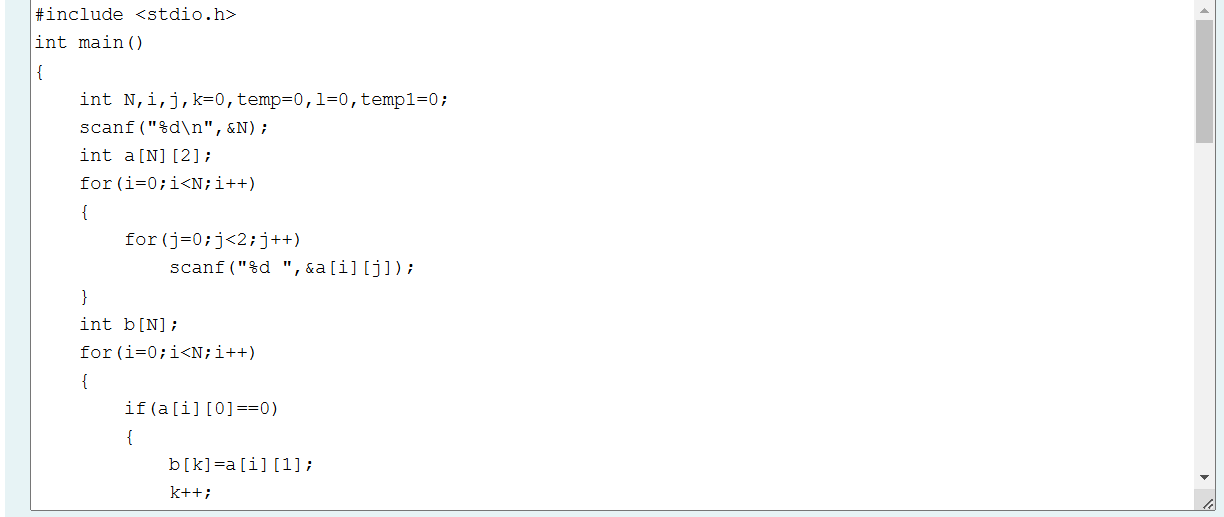 #include <stdio.h>
int main()
{
    int N,i,j,k=0,temp=0,l=0,temp1=0;
    scanf("%d\n",&N);
    int a[N][2];
    for(i=0;i<N;i++)
    {
        for(j=0;j<2;j++)
            scanf("%d ",&a[i][j]);
    }
    int b[N];
    for(i=0;i<N;i++)
    {
        if(a[i][0]==0)
        {
            b[k]=a[i][1];
            k++;